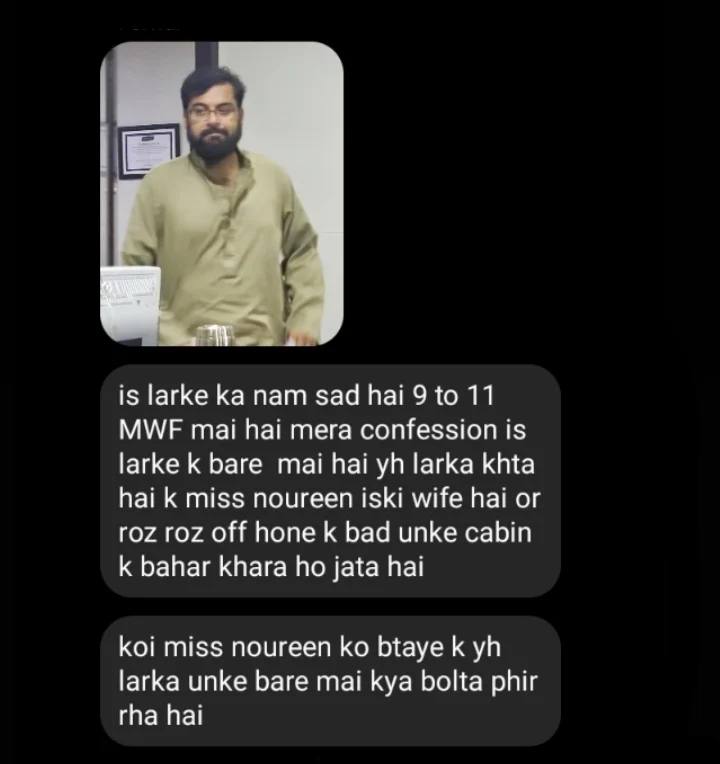 is larke ka nam sad hai 9 to 11
MWF mai hai mera confession is
larke k bare mai hai yh larka khta
hai k miss noureen iski wife hai or
roz roz off hone k bad unke cabin
k bahar khara ho jata hai
koi miss noureen ko btaye k yh
larka unke bare mai kya bolta phir
rha hai